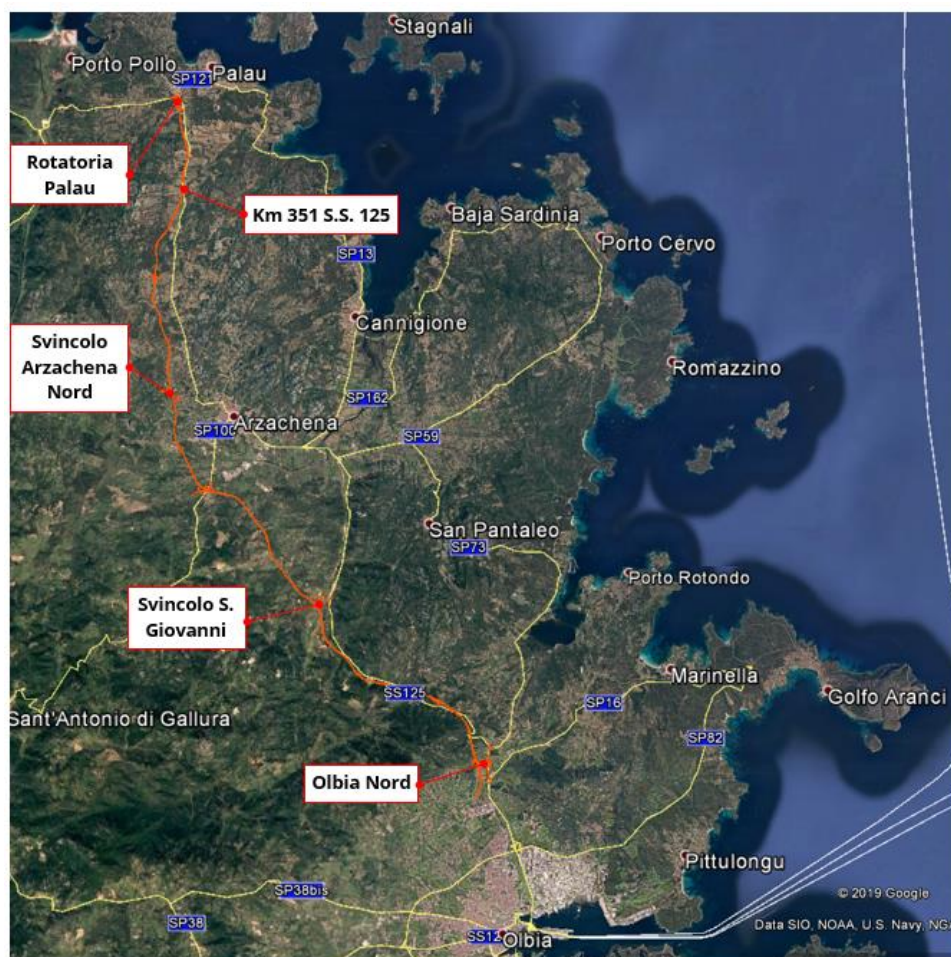 Stagnali
Porto Pollo
SP121
Palau
Rotatoria
Palau
Km 351 S.S. 125
Baja Sardinia
Porto Cervo
SP13
Cannigione
Svincolo
Arzachena
Nord
Romazzino
SP162
Arzachena
SP100
SP59
San Pantaleo
SP73
Porto Rotondo
Svincolo S.
Giovanni
Marinella
SS125
SP16
Golfo Aranci
Sant'Antonio di Gallura
SP82
Olbia Nord
Pittulongu
SP38bis
© 2019 Google
SP38
Data SIO, NOAA, U.S. Navy, NG
SS12
Olbia